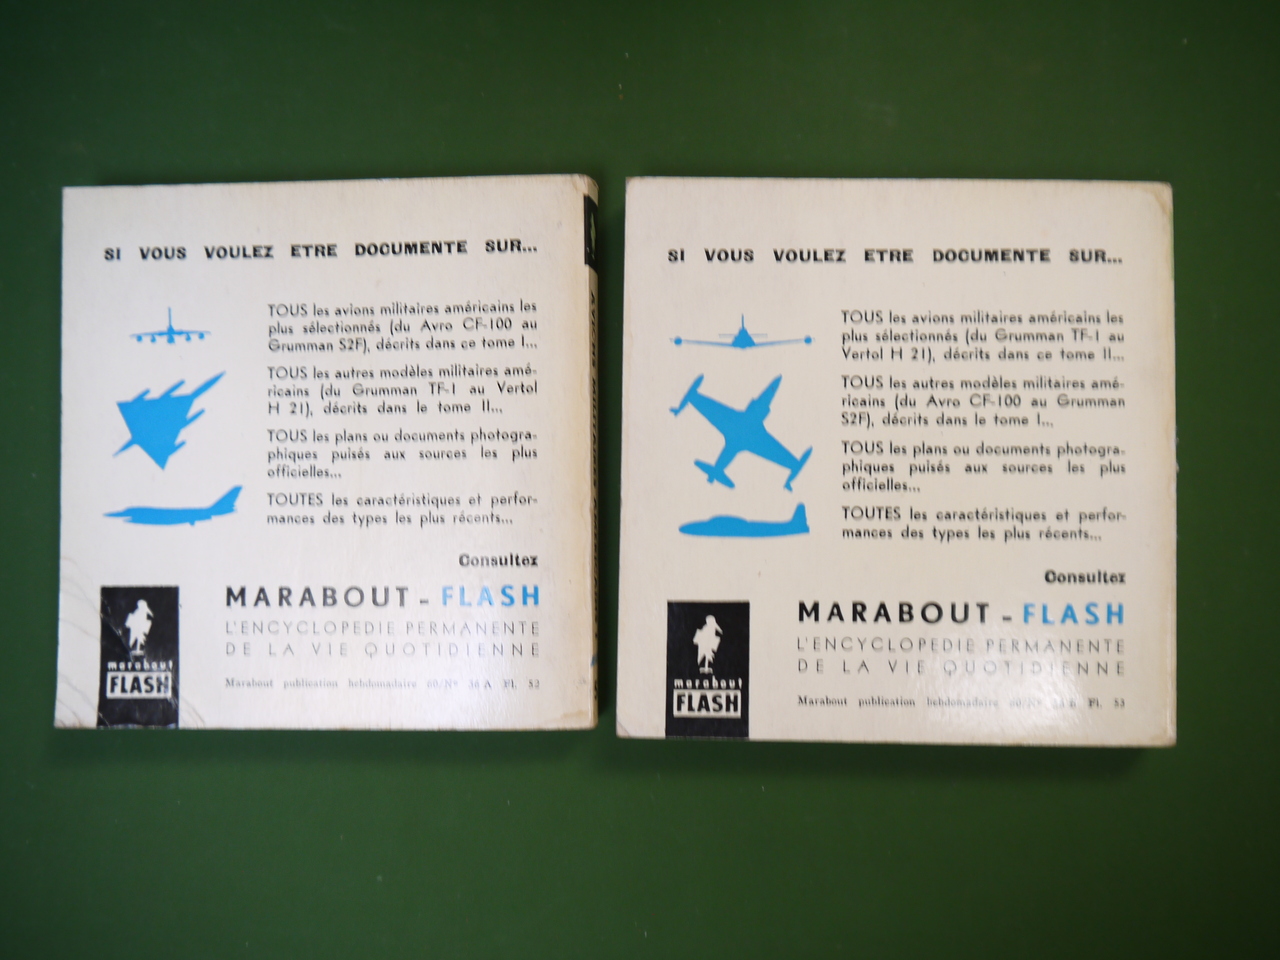 SI VOUS VOULEZ ETRE DOCUMENTE SUR...
TOUS les avions militaires américains les
plus sélectionnés (du Avro CF-100 au
Grumman S2F), décrits dans ce tome I...
TOUS les autres modèles militaires amé-
ricains (du Grumman TF-1 au Vertol
H 21), décrits dans le tome II...
TOUS les plans ou documents photogra-
phiques puisés aux sources les plus
officielles...
TOUTES les caractéristiques et perfor-
mances des types les plus récents...
Consultez
MARABOUT - FLASH
L'ENCYCLOPEDIE PERMANENTE
DE LA VIE QUOTIDIENNE
Marabout publication hebdomadaire 60/N° 36 A Fl. 52
marabout
FLASH
SI VOUS VOULEZ ETRE DOCUMENTE SUR...
TOUS les avions militaires américains les
plus sélectionnés (du Grumman TF-1 au
Vertol H 21), décrits dans ce tome II...
TOUS les autres modèles militaires amé-
ricains (du Avro CF-100 au Grumman
S2F), décrits dans le tome I...
TOUS les plans ou documents photogra-
phiques puisés aux sources les plus
officielles...
TOUTES les caractéristiques et perfor-
mances des types les plus récents...
Consultez
MARABOUT - FLASH
L'ENCYCLOPEDIE PERMANENTE
DE LA VIE QUOTIDIENNE
Marabout publication hebdomadaire Fl. 53
marabout
FLASH